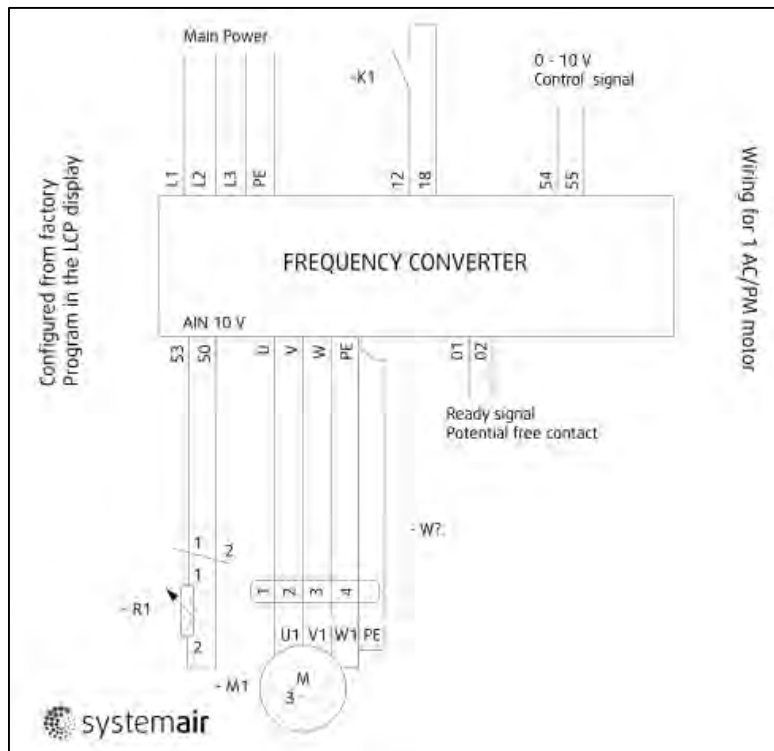 Main Power
-K1
0 - 10 V
Control signal
L1
L2
L3
PE
12
18
54
55
Configured from factory
Program in the LCP display
Wiring for 1 AC/PM motor
FREQUENCY CONVERTER
AIN 10 V
53
50
U
V
W
PE
01
02
Ready signal
Potential free contact
- W?
1
2
1
- R1
2
1
2
3
4
U1
V1
W1
PE
- M1
M
3~
systemair